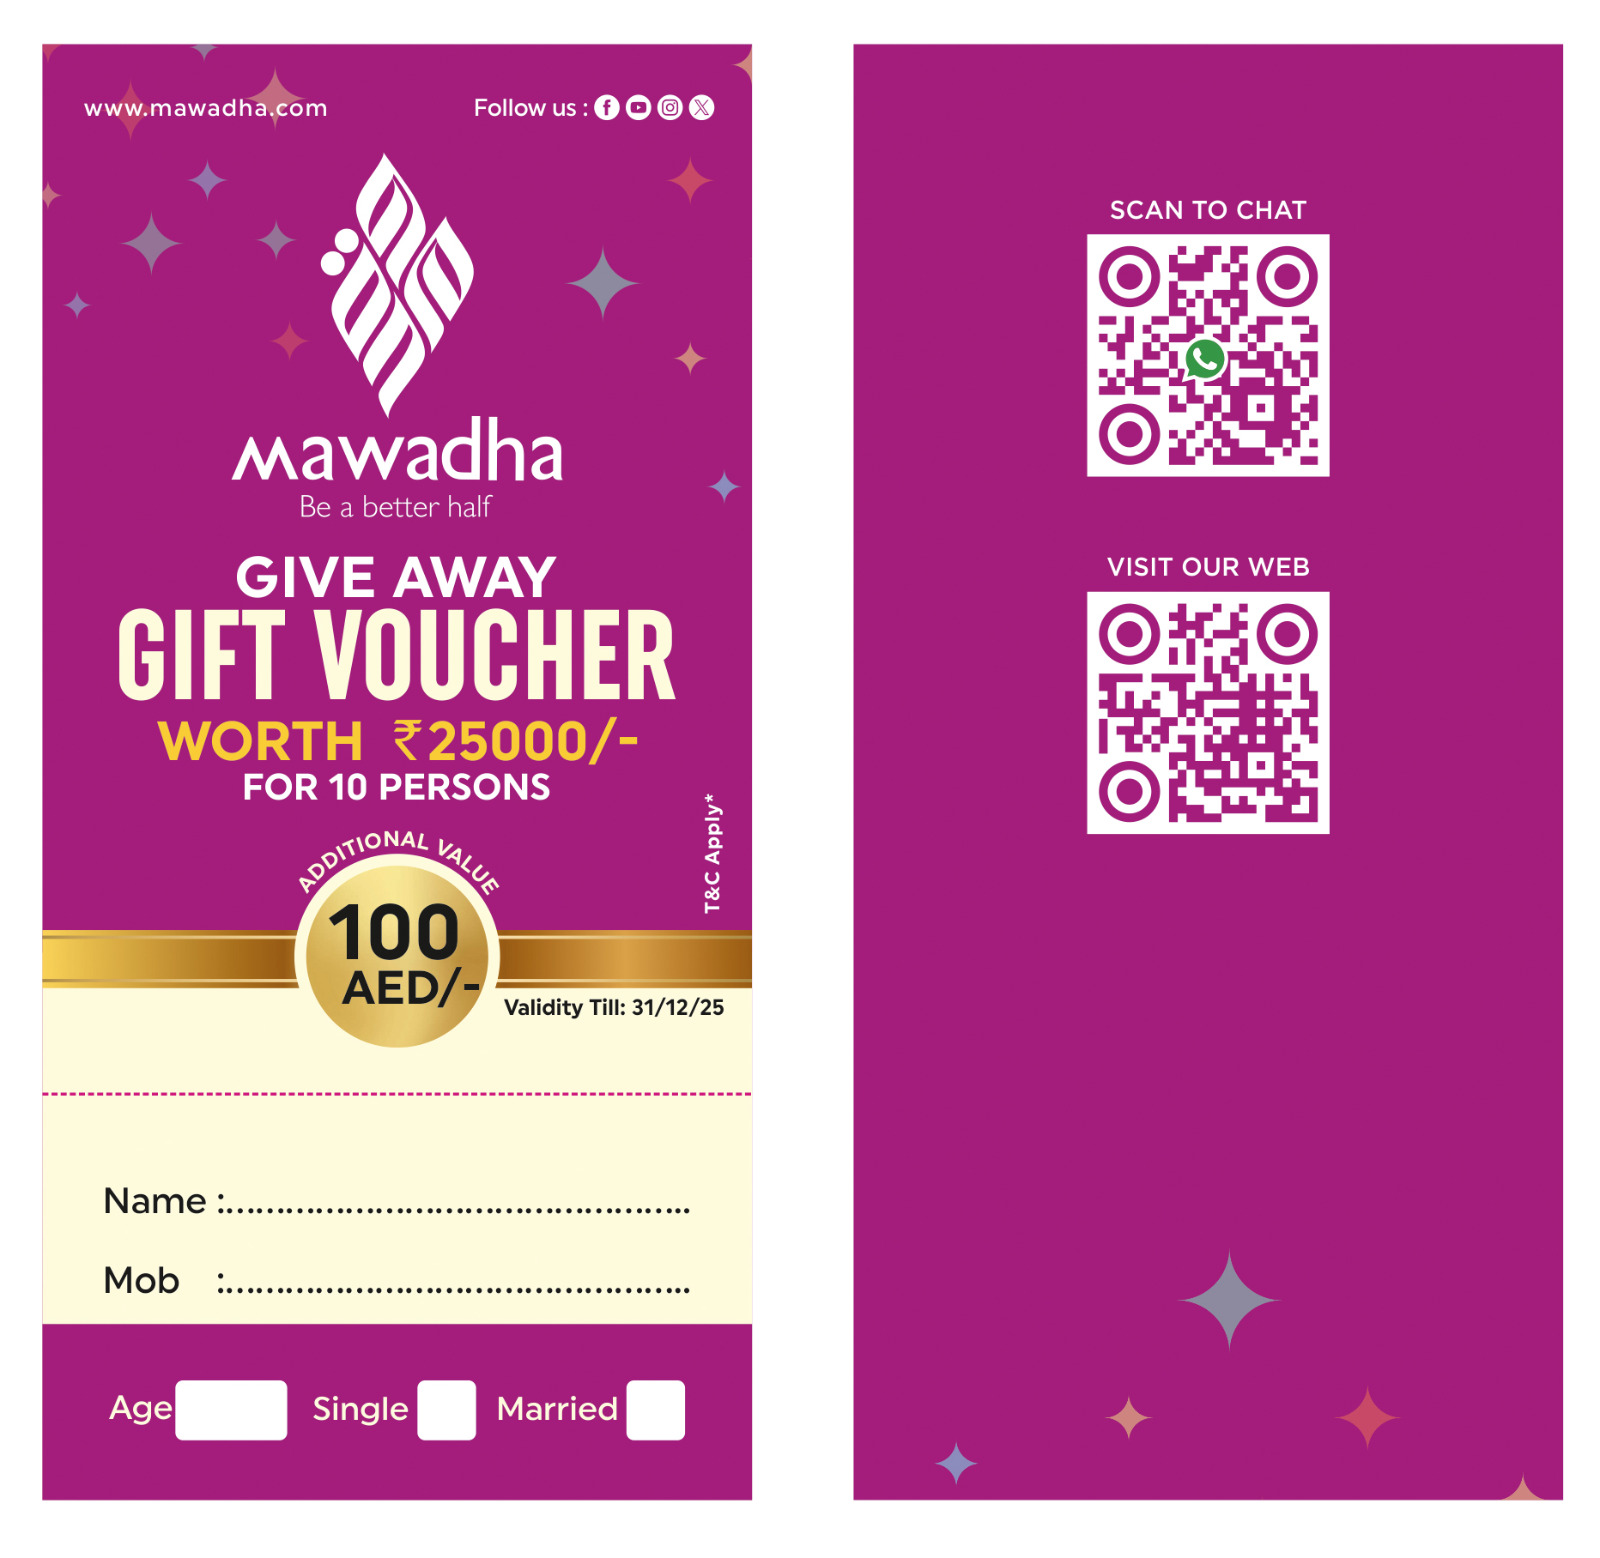 www.mawadha.com
Follow us :
mawadha
Be a better half
GIVE AWAY
GIFT VOUCHER
WORTH ₹25000/-
FOR 10 PERSONS
T&C Apply*
ADDITIONAL VALUE
100
AED/-
Validity Till: 31/12/25
Name :.....................................................
Mob :.....................................................
Age
Single
Married
SCAN TO CHAT
VISIT OUR WEB